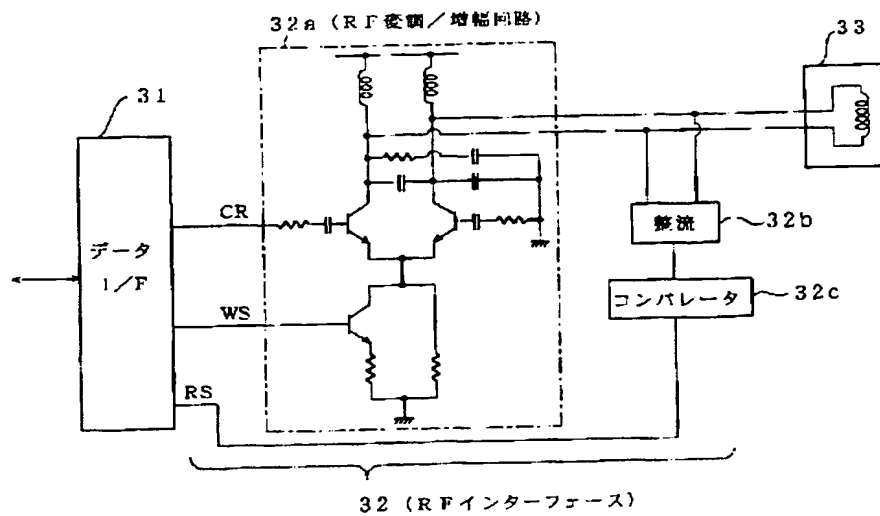 32a (RF変調/増幅回路)
33
31
CR
整流
32b
データ
I/F
コンパレータ
32c
WS
RS
32 (RFインターフェース)